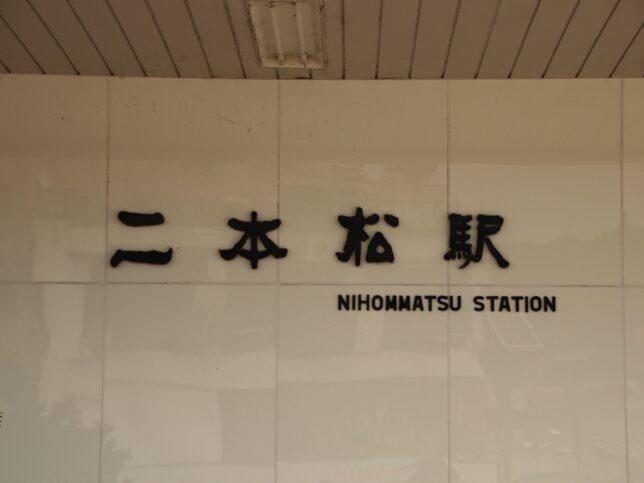 二本松駅
NIHOMMATSU STATION